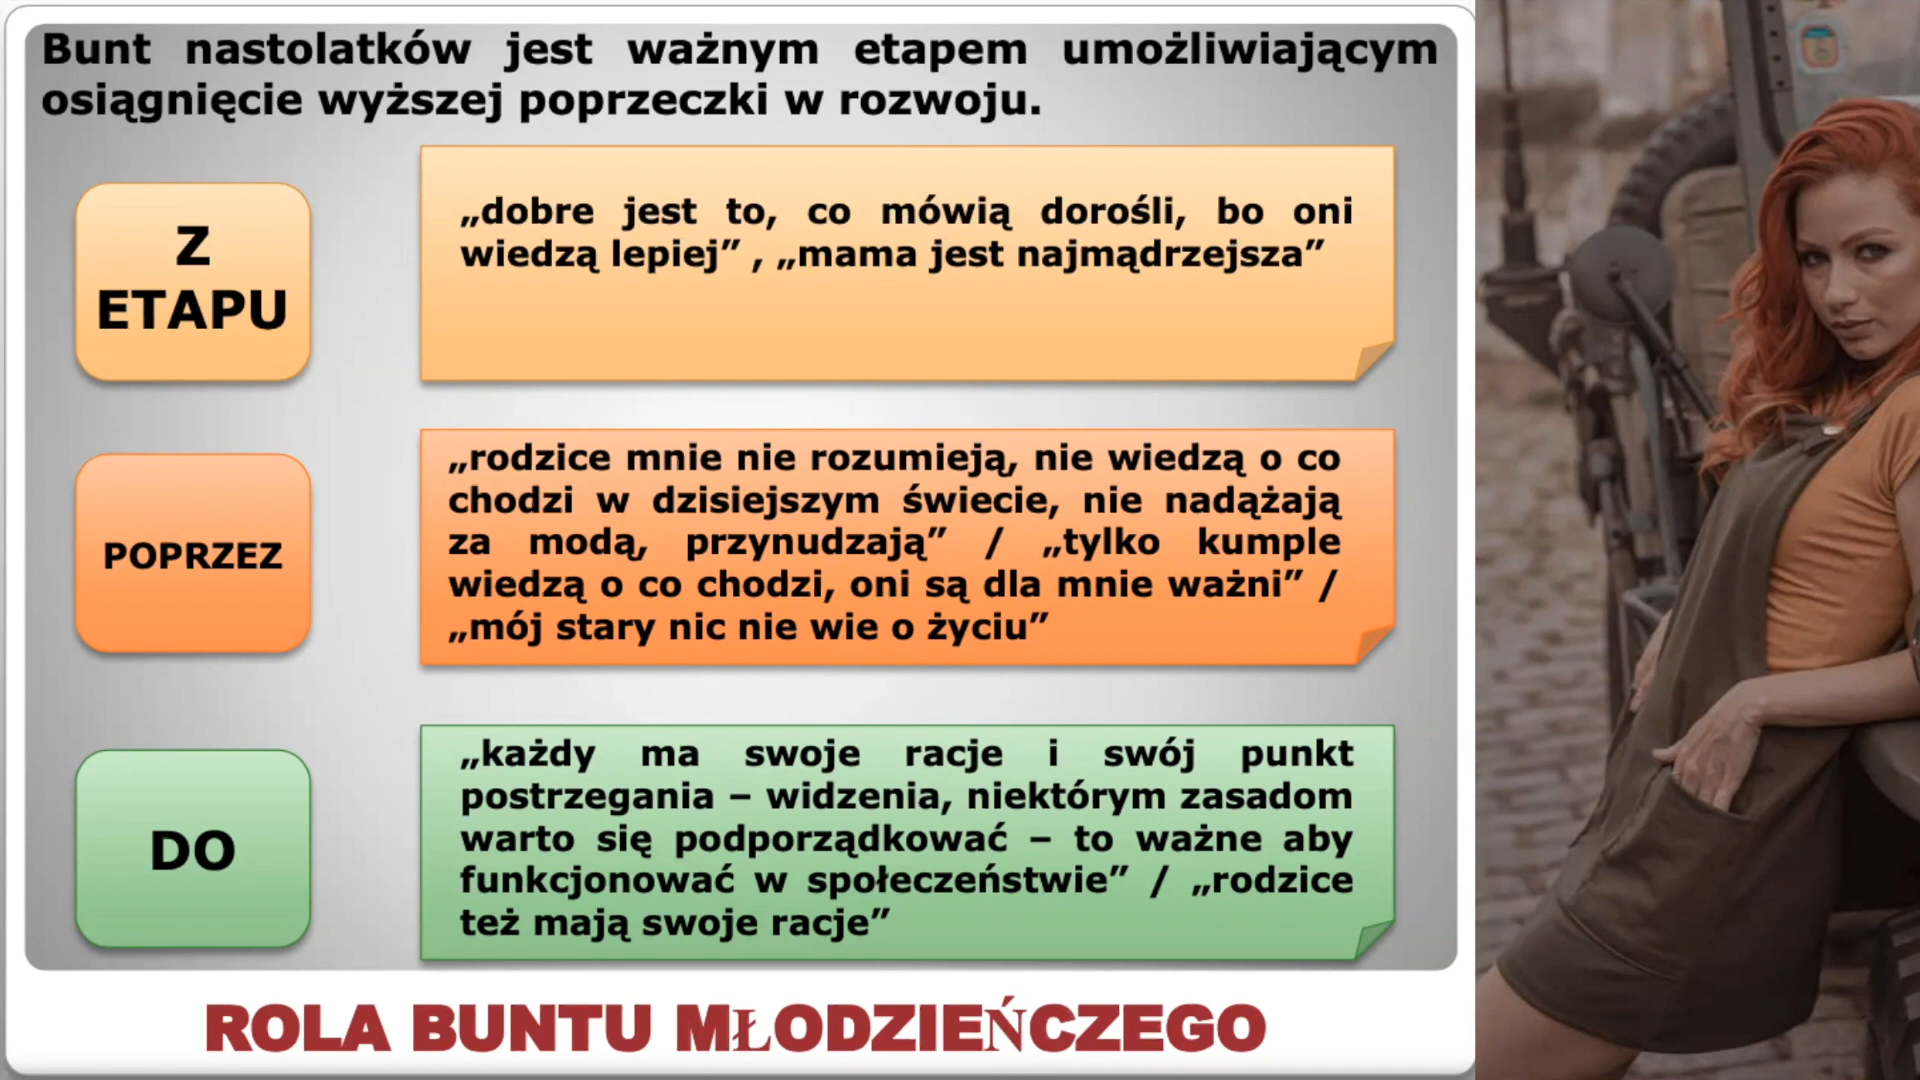 Bunt nastolatków jest ważnym etapem umożliwiającym
osiągnięcie wyższej poprzeczki w rozwoju.
Z
ETAPU
„dobre jest to, co mówią dorośli, bo oni
wiedzą lepiej” , „mama jest najmądrzejsza”
POPRZEZ
„rodzice mnie nie rozumieją, nie wiedzą o co
chodzi w dzisiejszym świecie, nie nadążają
za modą, przynudzają” / „tylko kumple
wiedzą o co chodzi, oni są dla mnie ważni” /
„mój stary nic nie wie o życiu”
DO
„każdy ma swoje racje i swój punkt
postrzegania – widzenia, niektórym zasadom
warto się podporządkować – to ważne aby
funkcjonować w społeczeństwie” / „rodzice
też mają swoje racje”
ROLA BUNTU MŁODZIEŃCZEGO